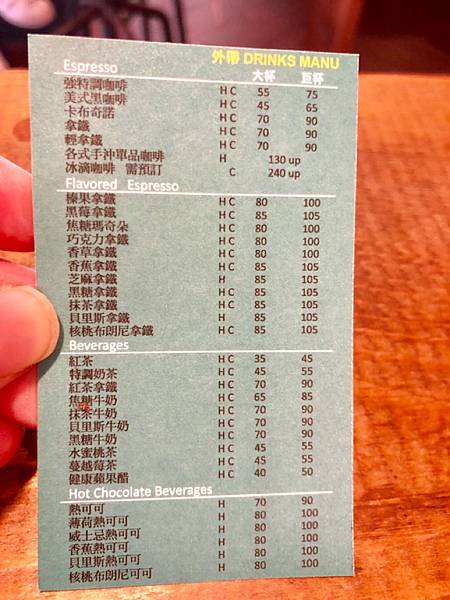 外帶 DRINKS MANU
Espresso 大杯 巨杯
強特調咖啡 H C 55 75
美式黑咖啡 H C 45 65
卡布奇諾 H C 70 90
拿鐵 H C 70 90
輕拿鐵 H C 70 90
各式手沖單品咖啡 H 130 up
冰滴咖啡 需預訂 C 240 up
Flavored Espresso
榛果拿鐵 H C 80 100
黑莓拿鐵 H C 85 105
焦糖瑪奇朵 H C 80 100
巧克力拿鐵 H C 80 100
香草拿鐵 H C 80 100
香蕉拿鐵 H C 85 105
芝麻拿鐵 H 85 105
黑糖拿鐵 H C 85 105
抹茶拿鐵 H C 85 105
貝里斯拿鐵 H 85 105
核桃布朗尼拿鐵 H C 85 105
Beverages
紅茶 H C 35 45
特調奶茶 H C 45 55
紅茶拿鐵 H C 70 90
焦糖牛奶 H C 65 85
抹茶牛奶 H C 70 90
貝里斯牛奶 H C 70 90
黑糖牛奶 H C 70 90
水蜜桃茶 H C 45 55
蔓越莓茶 H C 45 55
健康蘋果醋 H C 40 50
Hot Chocolate Beverages
熱可可 H 70 90
薄荷熱可可 H 80 100
威士忌熱可可 H 80 100
香蕉熱可可 H 80 100
貝里斯熱可可 H 80 100
核桃布朗尼可可 H 80 100